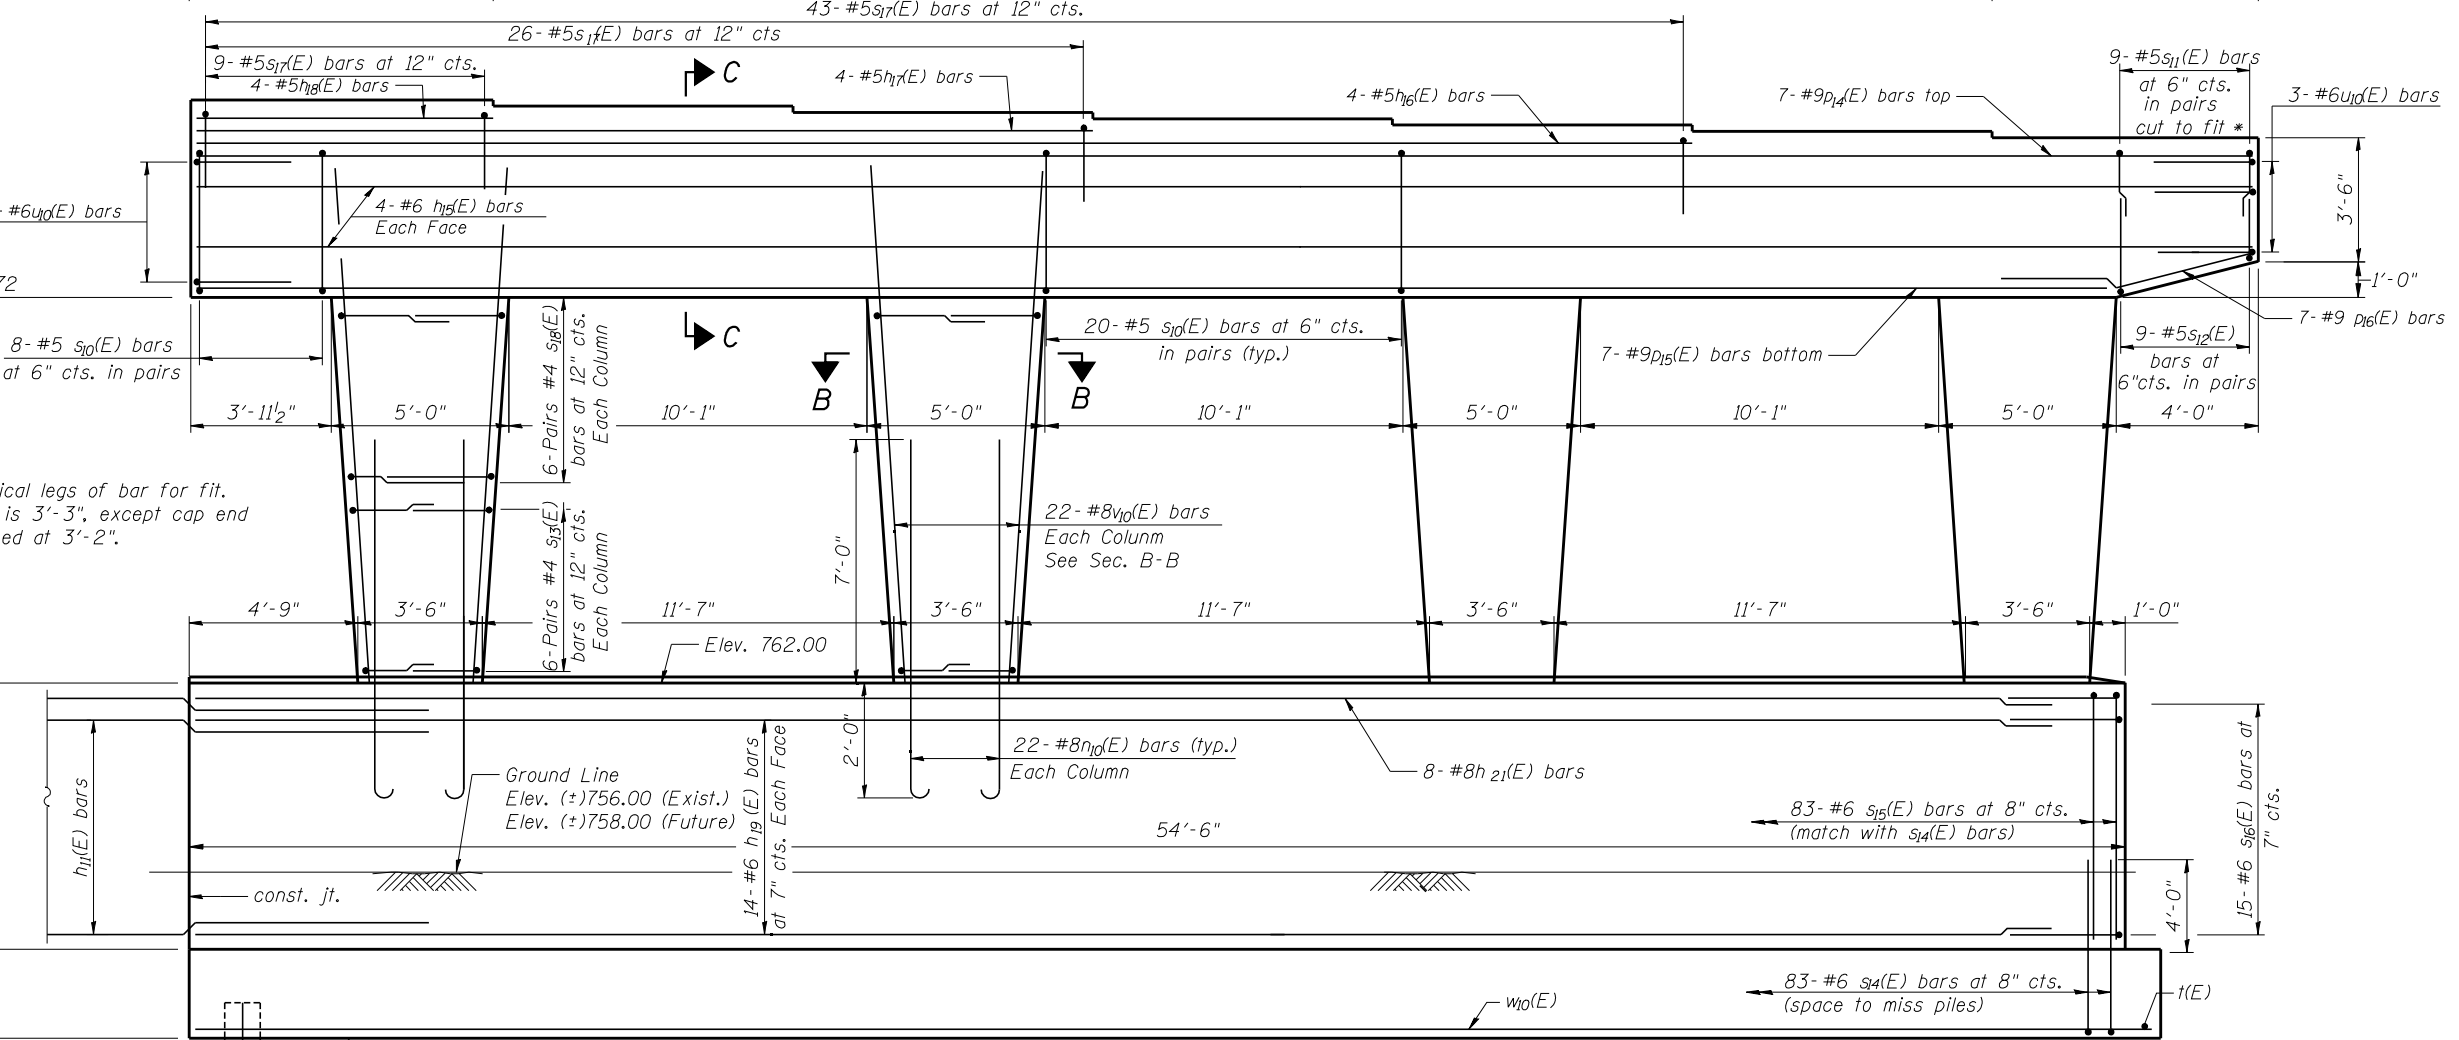 43-#5s17(E) bars at 12" cts.
26-#5s17(E) bars at 12" cts
9-#5s17(E) bars at 12" cts.
4-#5h18(E) bars
C
4-#5h17(E) bars
4-#5h16(E) bars
7-#9p14(E) bars top
9-#5s11(E) bars
at 6" cts.
in pairs
cut to fit *
3-#6u10(E) bars
-#6u10(E) bars
4-#6 h15(E) bars
Each Face
3'-6"
1'-0"
72
8-#5 s10(E) bars
at 6" cts. in pairs
6-Pairs #4 s18(E)
bars at 12" cts.
Each Column
C
B
B
20-#5 s10(E) bars at 6" cts.
in pairs (typ.)
7-#9p15(E) bars bottom
7-#9 p16(E) bars
9-#5s12(E)
bars at
6"cts. in pairs
3'-11 1/2"
5'-0"
10'-1"
5'-0"
10'-1"
5'-0"
10'-1"
5'-0"
4'-0"
ical legs of bar for fit.
is 3'-3", except cap end
ed at 3'-2".
6-Pairs #4 s13(E)
bars at 12" cts.
Each Column
7'-0"
22-#8v10(E) bars
Each Colunm
See Sec. B-B
4'-9"
3'-6"
11'-7"
3'-6"
11'-7"
3'-6"
11'-7"
3'-6"
1'-0"
Elev. 762.00
2'-0"
22-#8n10(E) bars (typ.)
Each Column
8-#8h 21(E) bars
h11(E) bars
Ground Line
Elev. (±)756.00 (Exist.)
Elev. (±)758.00 (Future)
14-#6 h19 (E) bars
at 7" cts. Each Face
54'-6"
83-#6 s15(E) bars at 8" cts.
(match with s14(E) bars)
15-#6 s16(E) bars at
7" cts.
const. jt.
4'-0"
83-#6 s14(E) bars at 8" cts.
(space to miss piles)
w10(E)
t(E)